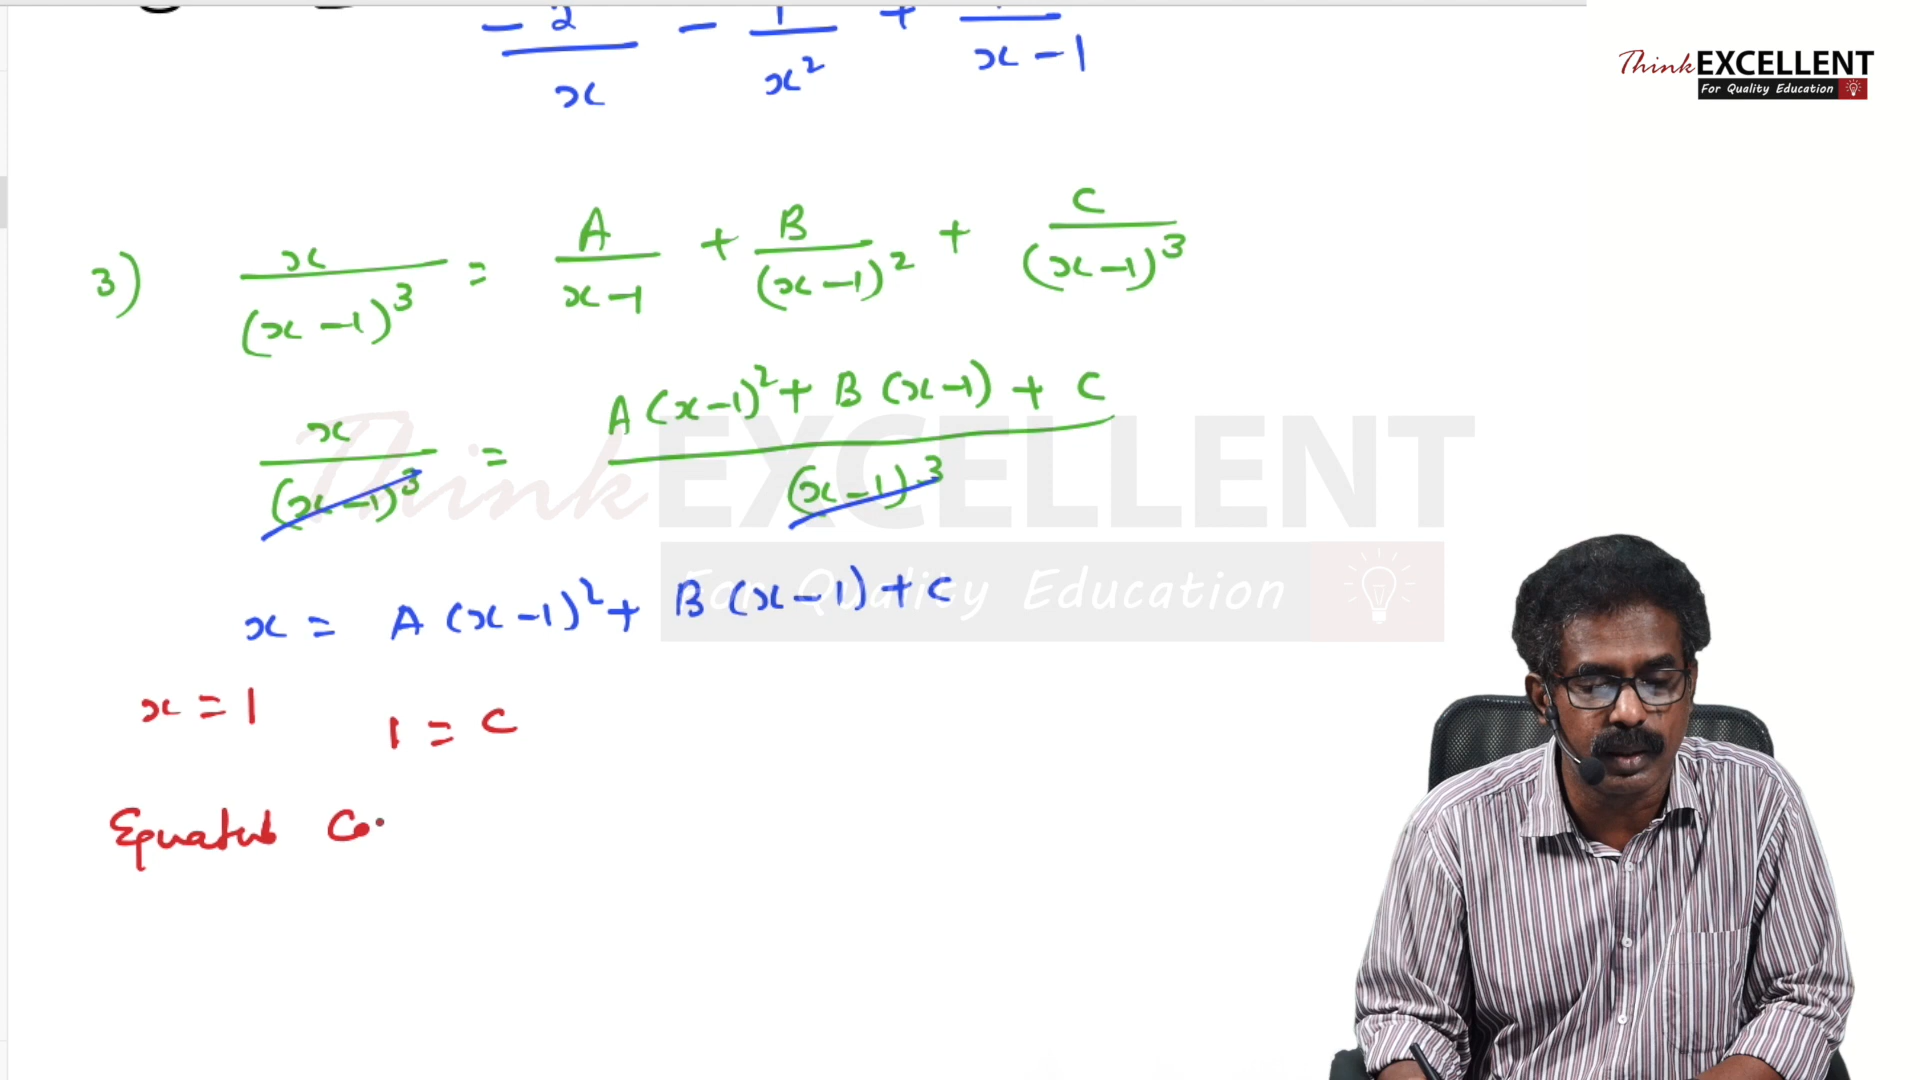 - 2/x - 1/x² + /x-1
Think EXCELLENT
For Quality Education
3) x/(x-1)³ = A/x-1 + B/(x-1)² + C/(x-1)³
x/(x-1)³ = A(x-1)²+ B(x-1) + C/(x-1)³
Think EXCELLENT
For Quality Education
x = A(x-1)²+ B(x-1)+C
x = 1 1 = C
Equatub Co